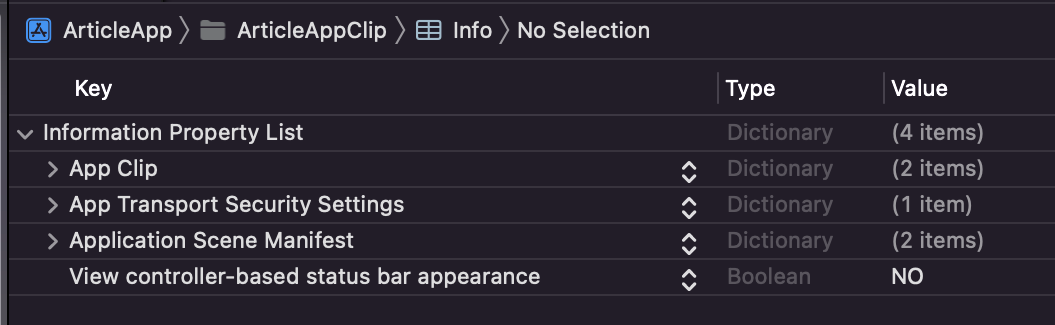 ArticleApp ArticleAppClip Info No Selection
Key Type Value
Information Property List Dictionary (4 items)
App Clip Dictionary (2 items)
App Transport Security Settings Dictionary (1 item)
Application Scene Manifest Dictionary (2 items)
View controller-based status bar appearance Boolean NO